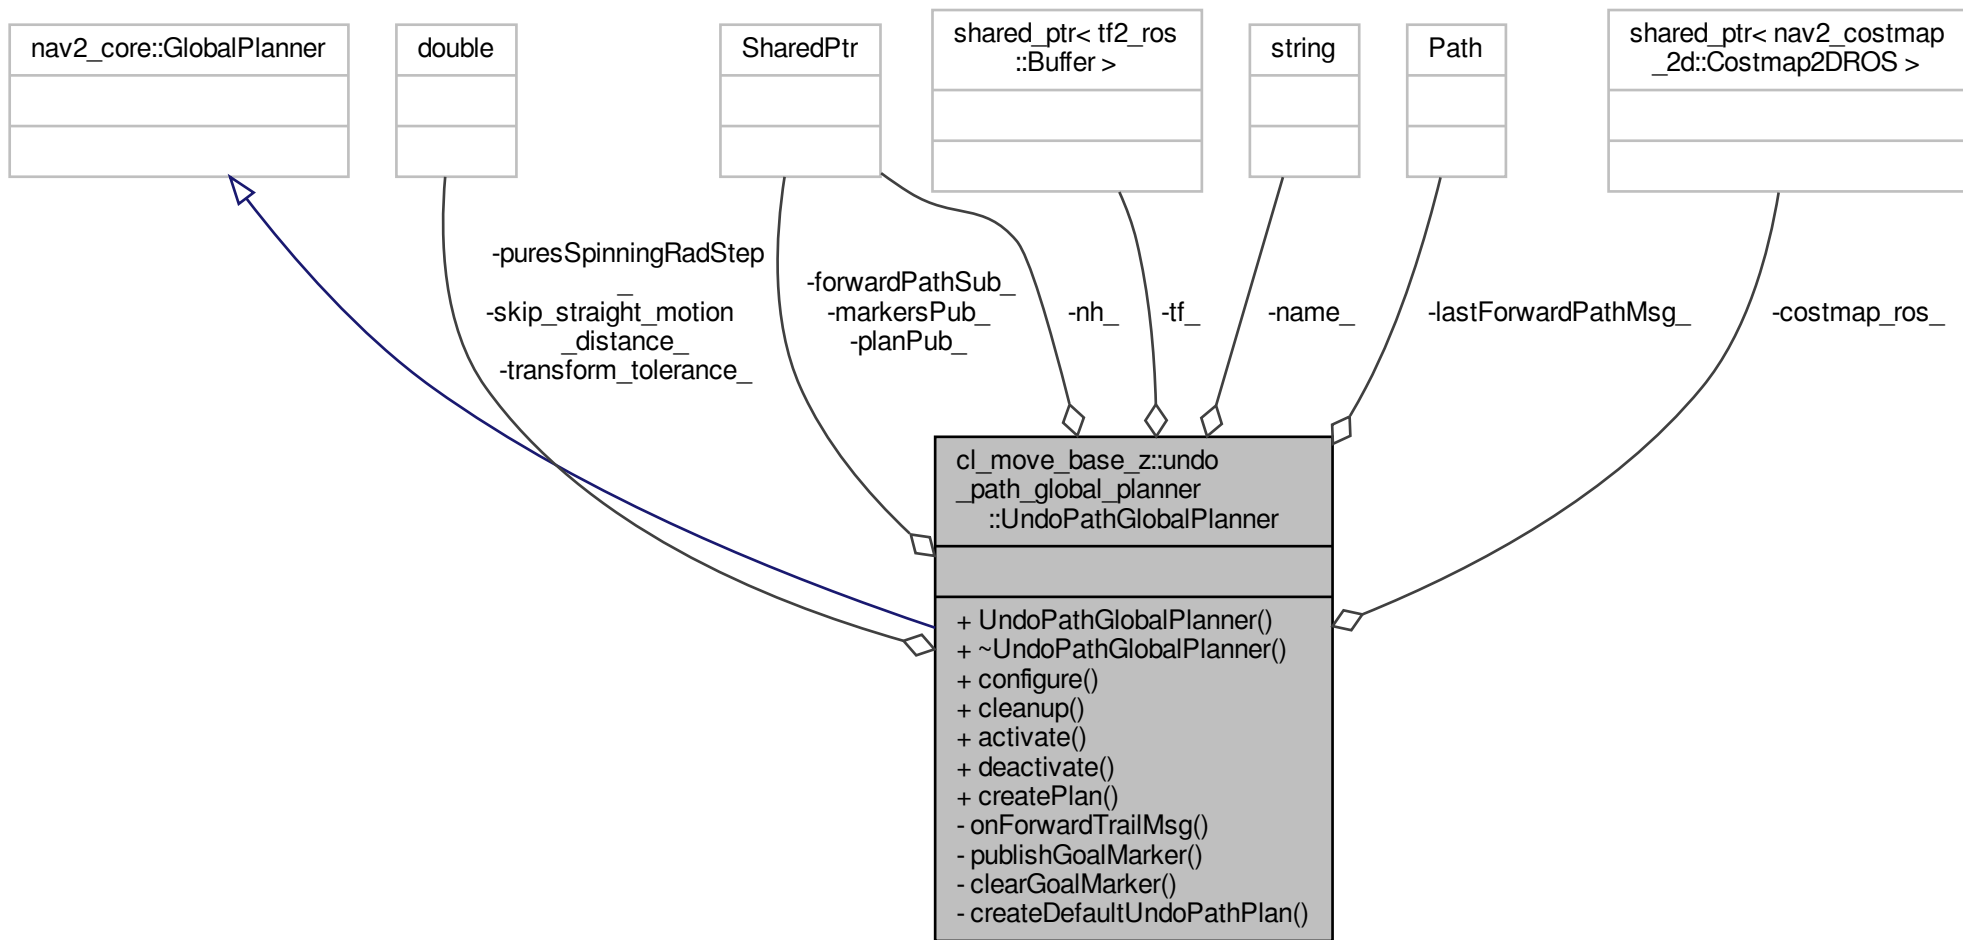 nav2_core::GlobalPlanner
double
SharedPtr
shared_ptr< tf2_ros
::Buffer >
string
Path
shared_ptr< nav2_costmap
_2d::Costmap2DROS >
-puresSpinningRadStep
_
-skip_straight_motion
_distance_
-transform_tolerance_
-forwardPathSub_
-markersPub_
-planPub_
-nh_
-tf_
-name_
-lastForwardPathMsg_
-costmap_ros_
cl_move_base_z::undo
_path_global_planner
::UndoPathGlobalPlanner
+ UndoPathGlobalPlanner()
+ ~UndoPathGlobalPlanner()
+ configure()
+ cleanup()
+ activate()
+ deactivate()
+ createPlan()
- onForwardTrailMsg()
- publishGoalMarker()
- clearGoalMarker()
- createDefaultUndoPathPlan()